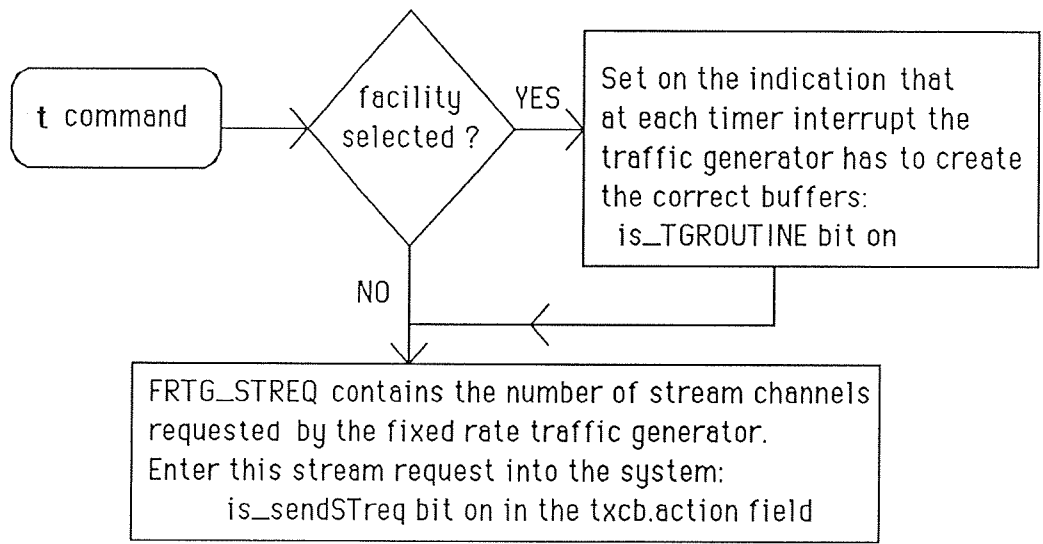 t command
facility
selected ?
YES
Set on the indication that
at each timer interrupt the
traffic generator has to create
the correct buffers:
is_TGROUTINE bit on
NO
FRTG_STREQ contains the number of stream channels
requested by the fixed rate traffic generator.
Enter this stream request into the system:
is_sendSTreq bit on in the txcb.action field